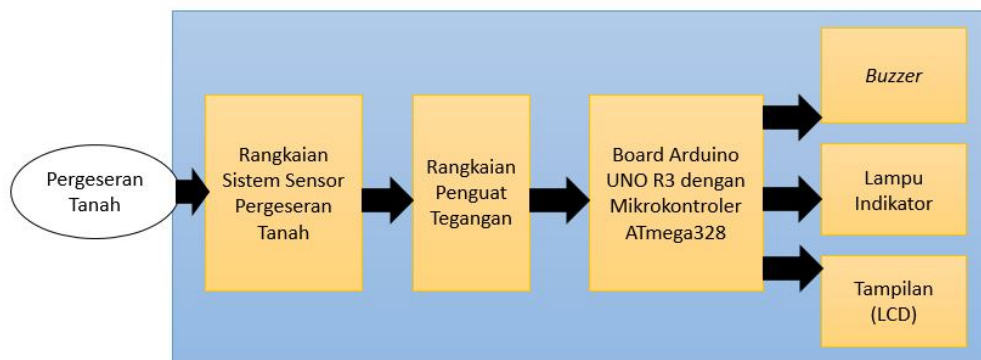 Pergeseran
Tanah
Rangkaian
Sistem Sensor
Pergeseran
Tanah
Rangkaian
Penguat
Tegangan
Board Arduino
UNO R3 dengan
Mikrokontroler
ATmega328
Buzzer
Lampu
Indikator
Tampilan
(LCD)